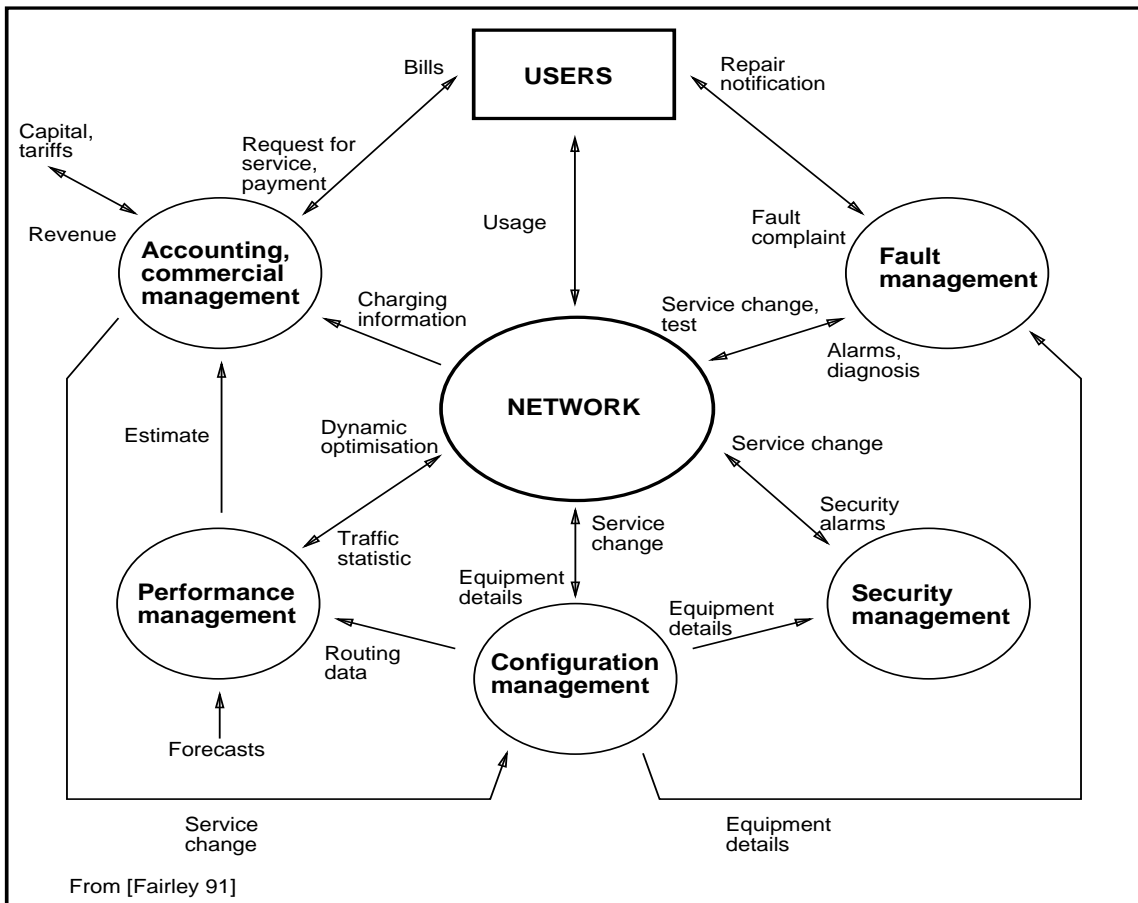 Bills
USERS
Repair
notification
Capital,
tariffs
Request for
service,
payment
Revenue
Usage
Fault
complaint
Accounting,
commercial
management
Fault
management
Charging
information
Service change,
test
Alarms,
diagnosis
NETWORK
Estimate
Dynamic
optimisation
Service change
Security
alarms
Service
change
Traffic
statistic
Performance
management
Equipment
details
Equipment
details
Security
management
Routing
data
Configuration
management
Forecasts
Service
change
Equipment
details
From [Fairley 91]